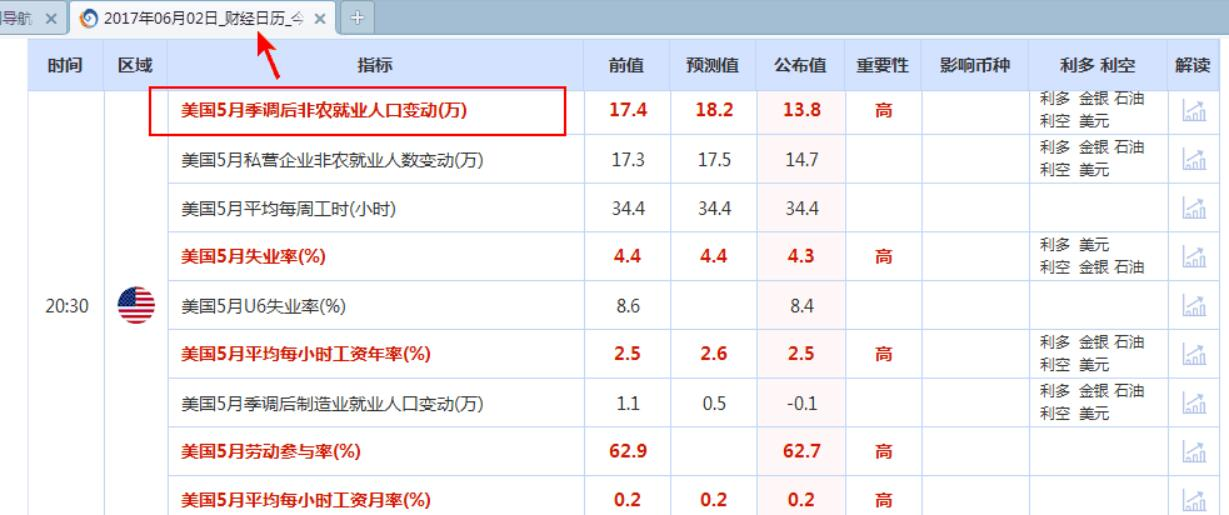 导航
2017年06月02日_财经日历_今
时间 区域 指标 前值 预测值 公布值 重要性 影响币种 利多 利空 解读
美国5月季调后非农就业人口变动(万) 17.4 18.2 13.8 高 利多 金银 石油
利空 美元
美国5月私营企业非农就业人数变动(万) 17.3 17.5 14.7 利多 金银 石油
利空 美元
美国5月平均每周工时(小时) 34.4 34.4 34.4
美国5月失业率(%) 4.4 4.4 4.3 高 利多 美元
利空 金银 石油
20:30 美国5月U6失业率(%) 8.6 8.4
美国5月平均每小时工资年率(%) 2.5 2.6 2.5 高 利多 金银 石油
利空 美元
美国5月季调后制造业就业人口变动(万) 1.1 0.5 -0.1 利多 金银 石油
利空 美元
美国5月劳动参与率(%) 62.9 62.7 高
美国5月平均每小时工资月率(%) 0.2 0.2 0.2 高